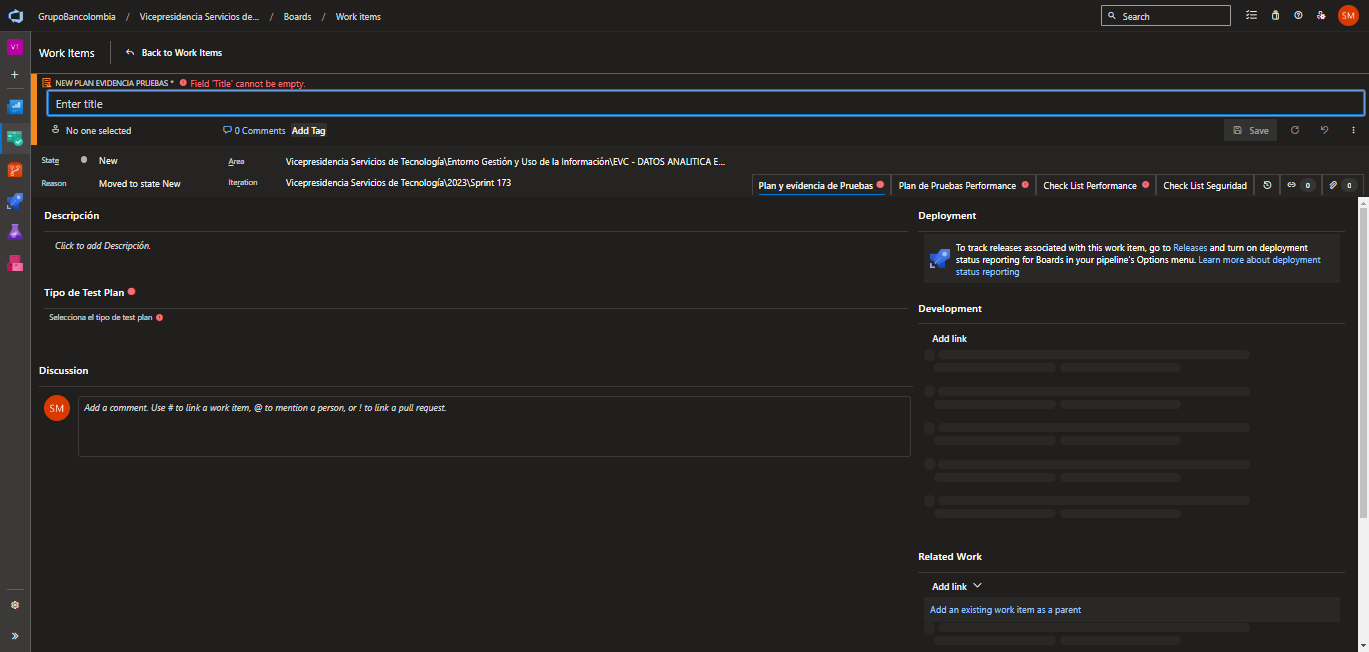 GrupoBancolombia / Vicepresidencia Servicios de... / Boards / Work items
Search
SM
VT
Work Items
Back to Work Items
NEW PLAN EVIDENCIA PRUEBAS * Field 'Title' cannot be empty.
Enter title
No one selected
0 Comments
Add Tag
Save
State
New
Area
Vicepresidencia Servicios de Tecnología\Entorno Gestión y Uso de la Información\EVC - DATOS ANALITICA E...
Reason
Moved to state New
Iteration
Vicepresidencia Servicios de Tecnología\2023\Sprint 173
Plan y evidencia de Pruebas
Plan de Pruebas Performance
Check List Performance
Check List Seguridad
0
0
Descripción
Click to add Descripción.
Tipo de Test Plan
Selecciona el tipo de test plan
Discussion
SM
Add a comment. Use # to link a work item, @ to mention a person, or ! to link a pull request.
Deployment
To track releases associated with this work item, go to Releases and turn on deployment
status reporting for Boards in your pipeline's Options menu. Learn more about deployment
status reporting
Development
Add link
Related Work
Add link
Add an existing work item as a parent